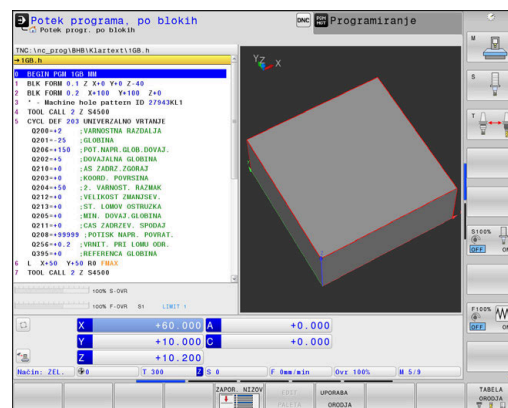 Potek programa, po blokih
Potek progr. po blokih
DNC
Programiranje
TNC:\nc_prog\BHB\Klartext\1GB.h
→1GB.h
0 BEGIN PGM 1GB MM
1 BLK FORM 0.1 Z X+0 Y+0 Z-40
2 BLK FORM 0.2 X+100 Y+100 Z+0
3 * - Machine hole pattern ID 27943KL1
4 TOOL CALL 2 Z S4500
5 CYCL DEF 203 UNIVERZALNO VRTANJE
Q200=+2 ;VARNOSTNA RAZDALJA
Q201=-25 ;GLOBINA
Q206=+150 ;POT.NAPR.GLOB.DOVAJ.
Q202=+5 ;DOVAJALNA GLOBINA
Q210=+0 ;AS ZADRZ.ZGORAJ
Q203=+0 ;KOORD. POVRSINA
Q204=+50 ;2. VARNOST. RAZMAK
Q212=+0 ;VELIKOST ZMANJSEV.
Q213=+0 ;ST. LOMOV OSTRUZKA
Q205=+0 ;MIN. DOVAJ.GLOBINA
Q211=+0 ;CAS ZADRZEV. SPODAJ
Q208=+99999 ;POTISK NAPR. POVRAT.
Q256=+0.2 ;VRNIT. PRI LOMU ODR.
Q395=+0 ;REFERENCA GLOBINA
6 L X+50 Y+50 R0 FMAX
7 TOOL CALL 2 Z S4500
YZ X
100% S-OVR
100% F-OVR S1 LIMIT 1
X +60.000 A +0.000
Y +10.000 C +0.000
Z +10.200
Način: ZEL. 0 T 300 Z S 0 F 0mm/min Ovr 100% M 5/9
M
S
T
S100%
OFF ON
F100% W
OFF ON
ZAPOR. NIZOV
UPORABA
ORODJA
TABELA
ORODJA